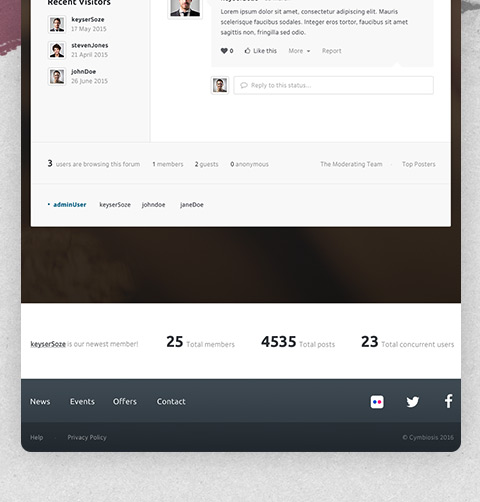 Recent Visitors
keyserSoze
17 May 2015
stevenJones
21 April 2015
johnDoe
26 June 2015
Lorem ipsum dolor sit amet, consectetur adipiscing elit. Mauris
scelerisque faucibus sodales. Integer eros tortor, faucibus sit amet
sagittis non, fringilla sed odio.
0 Like this More Report
Reply to this status...
3 users are browsing this forum 1 members 2 guests 0 anonymous The Moderating Team Top Posters
adminUser keyserSoze johndoe janeDoe
keyserSoze is our newest member! 25 Total members 4535 Total posts 23 Total concurrent users
News Events Offers Contact
Help Privacy Policy © Cymbiosis 2016